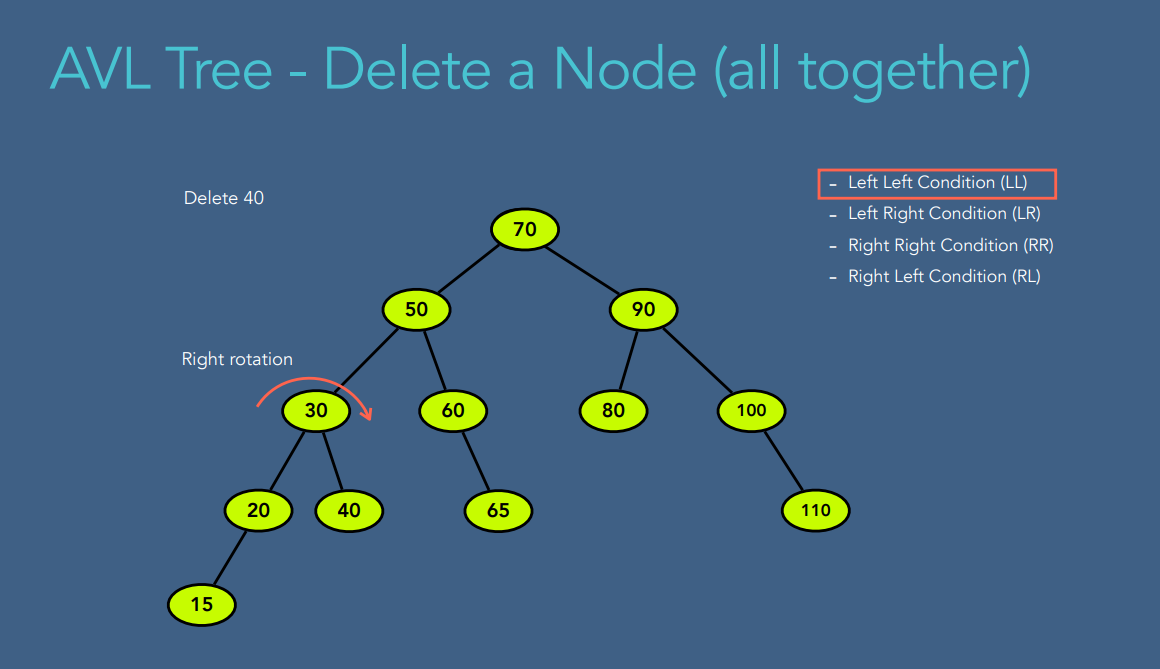 AVL Tree - Delete a Node (all together)
Delete 40
- Left Left Condition (LL)
- Left Right Condition (LR)
- Right Right Condition (RR)
- Right Left Condition (RL)
70
50
90
Right rotation
30
60
80
100
20
40
65
110
15